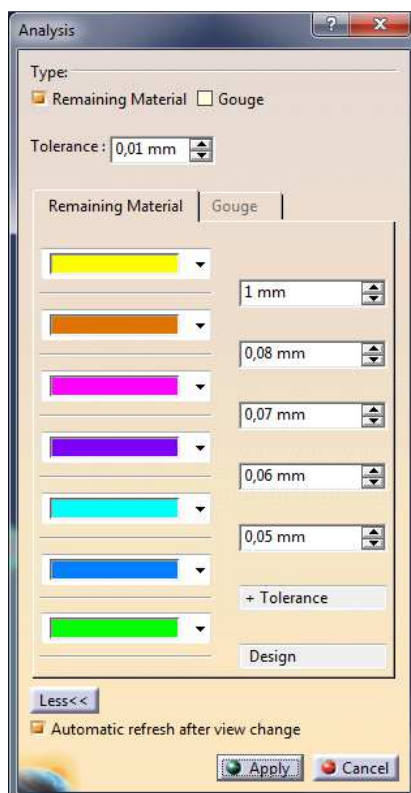 Analysis
Type:
Remaining Material Gouge
Tolerance : 0,01 mm
Remaining Material Gouge
1 mm
0,08 mm
0,07 mm
0,06 mm
0,05 mm
+ Tolerance
Design
Less<<
Automatic refresh after view change
Apply Cancel